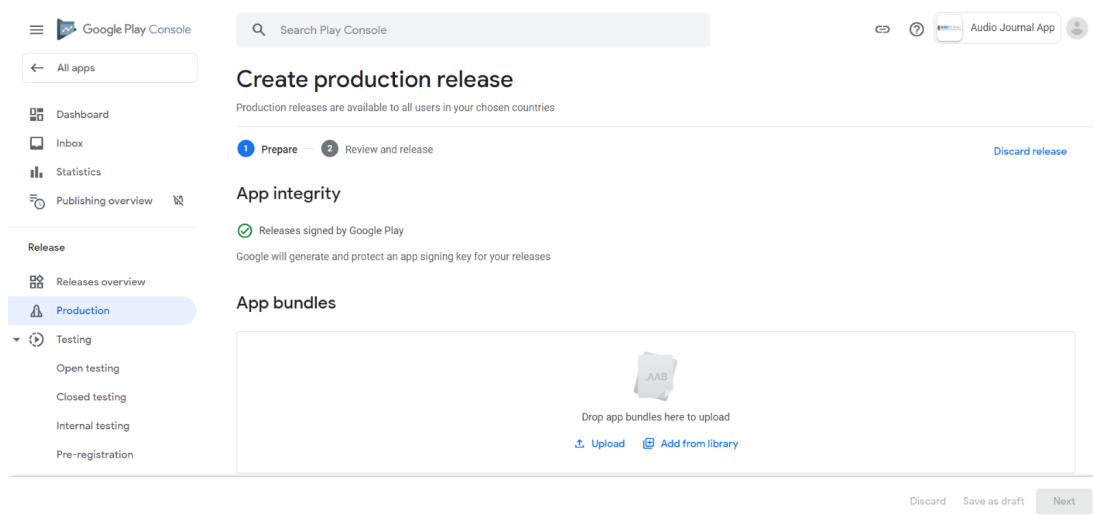 Google Play Console
Search Play Console
Audio Journal App
All apps
Dashboard
Inbox
Statistics
Publishing overview
Release
Releases overview
Production
Testing
Open testing
Closed testing
Internal testing
Pre-registration
Create production release
Production releases are available to all users in your chosen countries
1 Prepare
2 Review and release
Discard release
App integrity
Releases signed by Google Play
Google will generate and protect an app signing key for your releases
App bundles
.AAB
Drop app bundles here to upload
Upload
Add from library
Discard
Save as draft
Next